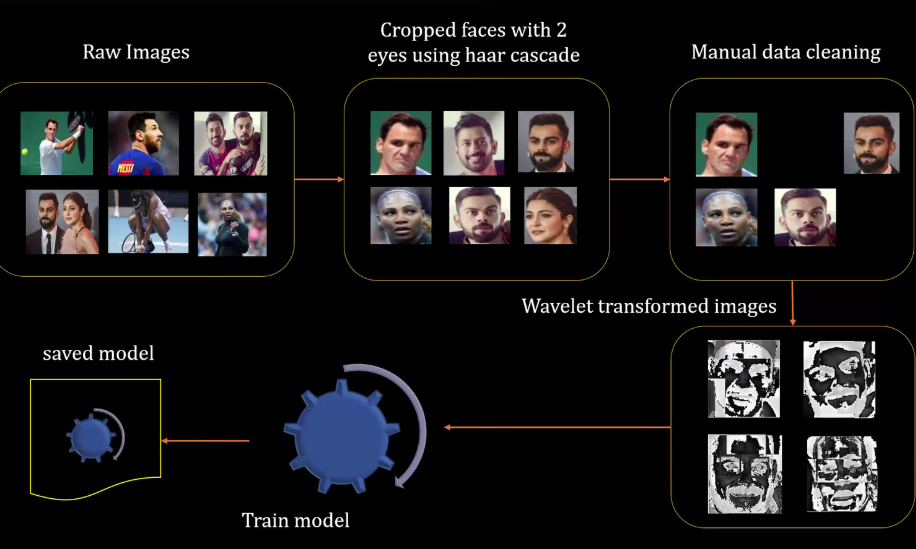 Raw Images
Cropped faces with 2
eyes using haar cascade
Manual data cleaning
MESSI
Wavelet transformed images
saved model
Train model